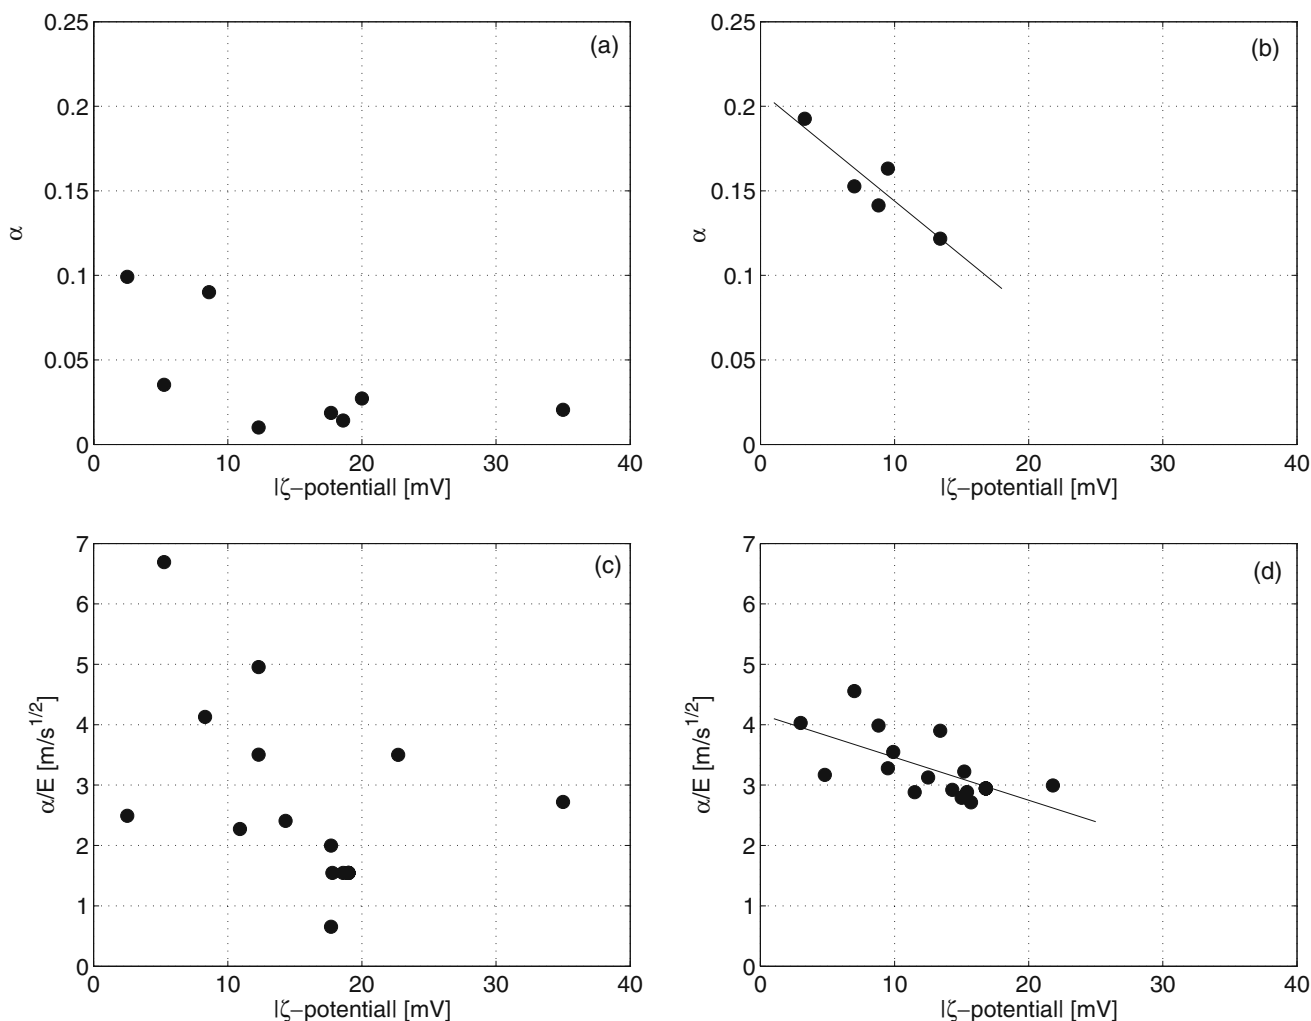 (a)
0.25
0.2
0.15
0.1
0.05
0
α
0 10 20 30 40
|ζ−potential| [mV]
(b)
0.25
0.2
0.15
0.1
0.05
0
α
0 10 20 30 40
|ζ−potential| [mV]
(c)
7
6
5
4
3
2
1
0
α/E [m/s^1/2]
0 10 20 30 40
|ζ−potential| [mV]
(d)
7
6
5
4
3
2
1
0
α/E [m/s^1/2]
0 10 20 30 40
|ζ−potential| [mV]